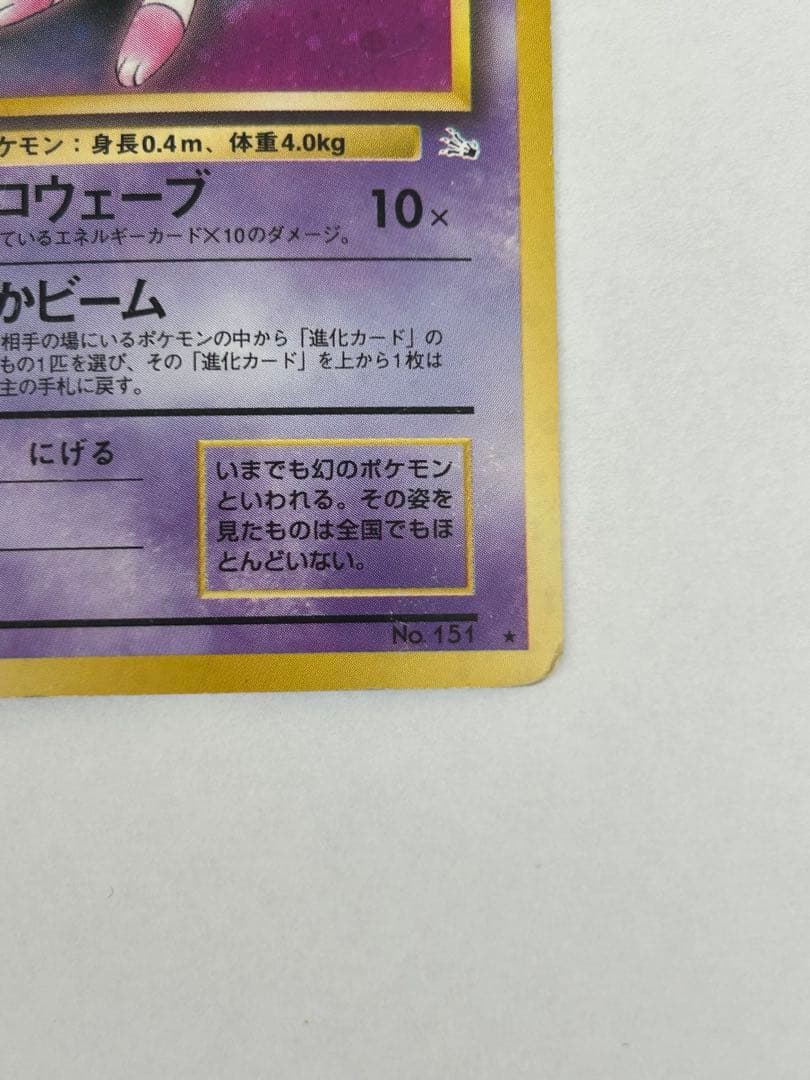 ケモン：身長0.4m、体重4.0kg
コウェーブ 10×
ているエネルギーカード×10のダメージ。
かビーム
相手の場にいるポケモンの中から「進化カード」の
もの1匹を選び、その「進化カード」を上から1枚は
主の手札に戻す。
にげる
いまでも幻のポケモン
といわれる。その姿を
見たものは全国でもほ
とんどいない。
No. 151 ★